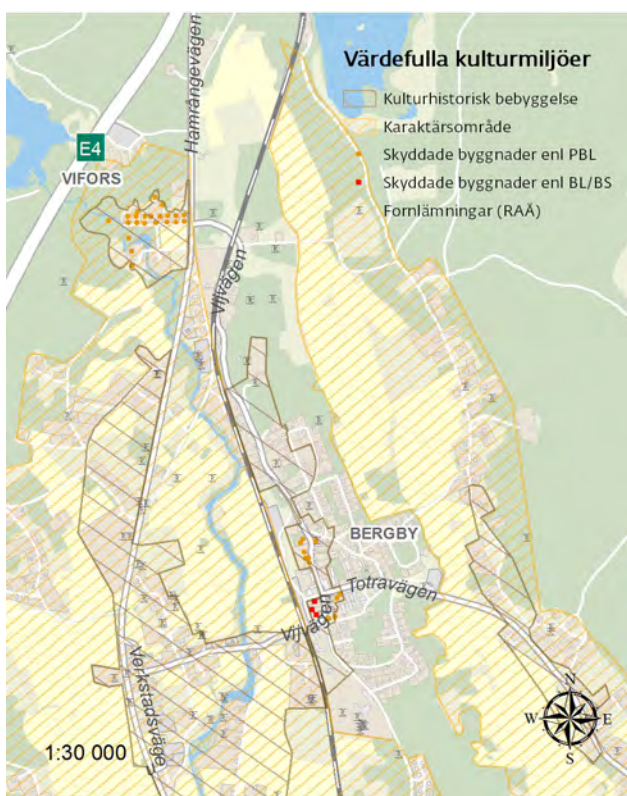 Värdefulla kulturmiljöer
Kulturhistorisk bebyggelse
Karaktärsområde
Skyddade byggnader enl PBL
Skyddade byggnader enl BL/BS
Fornlämningar (RAÄ)
Hamrångevägen
E4
VIFORS
Vijvägen
BERGBY
Totravägen
Vijvägen
Verkstadsväge
N
W E
S
1:30 000